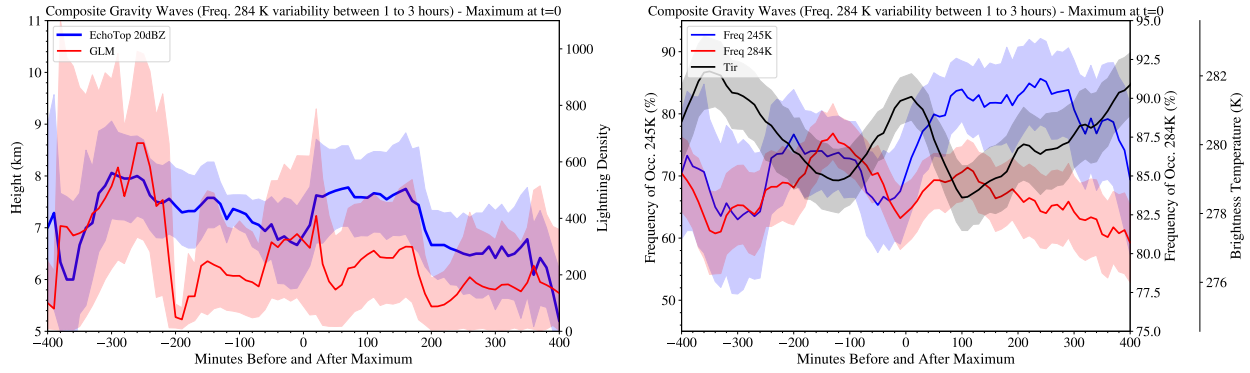 Composite Gravity Waves (Freq. 284 K variability between 1 to 3 hours) - Maximum at t=0
EchoTop 20dBZ
GLM
Height (km)
11
10
9
8
7
6
5
1000
800
600
400
200
0
Lightning Density
−400 −300 −200 −100 0 100 200 300 400
Minutes Before and After Maximum
Composite Gravity Waves (Freq. 284 K variability between 1 to 3 hours) - Maximum at t=0
Freq 245K
Freq 284K
Tir
Frequency of Occ. 245K (%)
90
80
70
60
50
95.0
92.5
90.0
87.5
85.0
82.5
80.0
77.5
75.0
Frequency of Occ. 284K (%)
282
280
278
276
Brightness Temperature (K)
−400 −300 −200 −100 0 100 200 300 400
Minutes Before and After Maximum